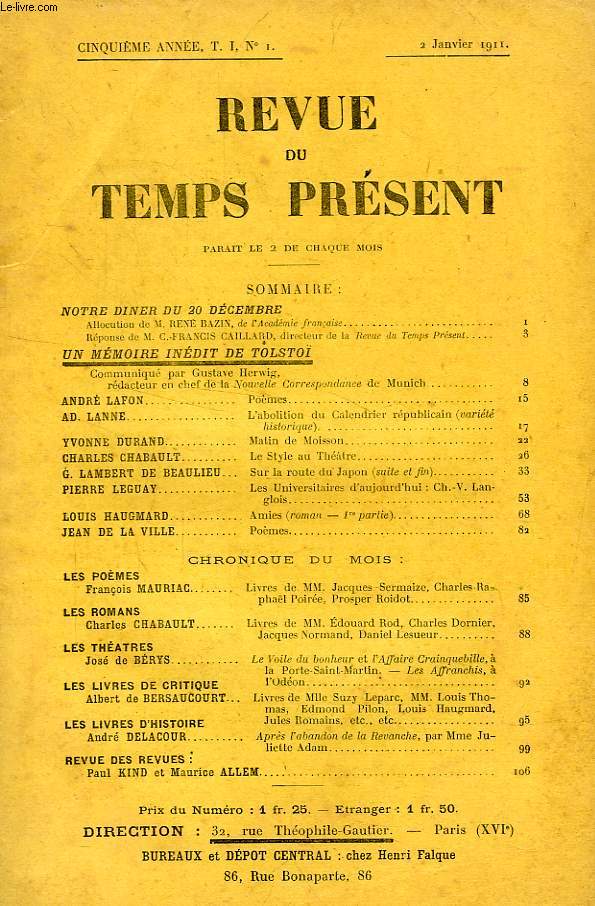 Le-livre.com
CINQUIÈME ANNÉE, T. I, Nº 1.
2 Janvier 1911.
REVUE
DU
TEMPS PRÉSENT
PARAIT LE 2 DE CHAQUE MOIS
SOMMAIRE :
NOTRE DINER DU 20 DÉCEMBRE
Allocution de M. RENÉ BAZIN, de l'Académie française 1
Réponse de M. C.-FRANCIS CAILLARD, directeur de la Revue du Temps Présent 3
UN MÉMOIRE INÉDIT DE TOLSTOÏ
Communiqué par Gustave Herwig,
rédacteur en chef de la Nouvelle Correspondance de Munich 8
ANDRÉ LAFON Poèmes 15
AD. LANNE L'abolition du Calendrier républicain (variété
historique) 17
YVONNE DURAND Matin de Moisson 22
CHARLES CHABAULT Le Style au Théâtre 26
G. LAMBERT DE BEAULIEU Sur la route du Japon (suite et fin) 33
PIERRE LEGUAY Les Universitaires d'aujourd'hui : Ch.-V. Lan-
glois 53
LOUIS HAUGMARD Amies (roman — 1re partie) 68
JEAN DE LA VILLE Poèmes 82
CHRONIQUE DU MOIS :
LES POÈMES
François MAURIAC Livres de MM. Jacques Sermaize, Charles-Ra-
phaël Poirée, Prosper Roidot 85
LES ROMANS
Charles CHABAULT Livres de MM. Édouard Rod, Charles Dornier,
Jacques Normand, Daniel Lesueur 88
LES THÉATRES
José de BÉRYS Le Voile du bonheur et l'Affaire Crainquebille, à
la Porte-Saint-Martin. — Les Affranchis, à
l'Odéon 92
LES LIVRES DE CRITIQUE
Albert de BERSAUCOURT Livres de Mlle Suzy Leparc, MM. Louis Tho-
mas, Edmond Pilon, Louis Haugmard,
Jules Romains, etc., etc. 95
LES LIVRES D'HISTOIRE
André DELACOUR Après l'abandon de la Revanche, par Mme Ju-
liette Adam 99
REVUE DES REVUES :
Paul KIND et Maurice ALLEM 106
Prix du Numéro : 1 fr. 25. — Etranger : 1 fr. 50.
DIRECTION : 32, rue Théophile-Gautier. — Paris (XVIe)
BUREAUX et DÉPOT CENTRAL : chez Henri Falque
86, Rue Bonaparte, 86